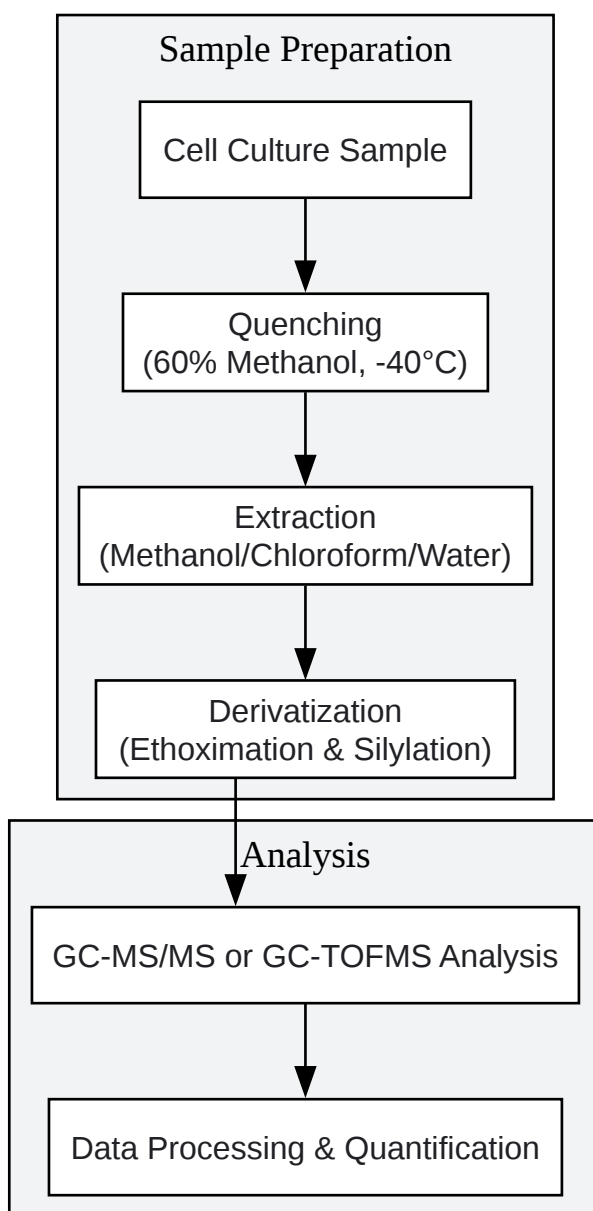 Sample Preparation
Cell Culture Sample
Quenching
(60% Methanol, -40°C)
Extraction
(Methanol/Chloroform/Water)
Derivatization
(Ethoximation & Silylation)
Analysis
GC-MS/MS or GC-TOFMS Analysis
Data Processing & Quantification